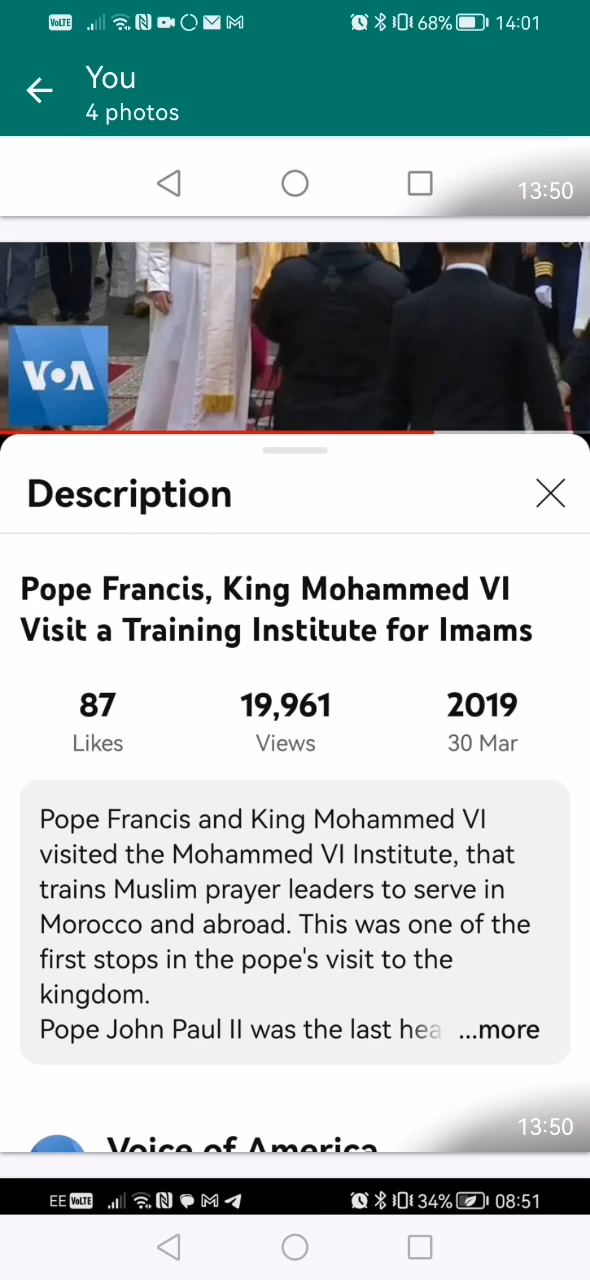 VoLTE 68% 14:01
You
4 photos
13:50
VOA
Description
Pope Francis, King Mohammed VI
Visit a Training Institute for Imams
87 19,961 2019
Likes Views 30 Mar
Pope Francis and King Mohammed VI
visited the Mohammed VI Institute, that
trains Muslim prayer leaders to serve in
Morocco and abroad. This was one of the
first stops in the pope's visit to the
kingdom.
Pope John Paul II was the last hea ...more
13:50
Voice of America
EE VoLTE 34% 08:51